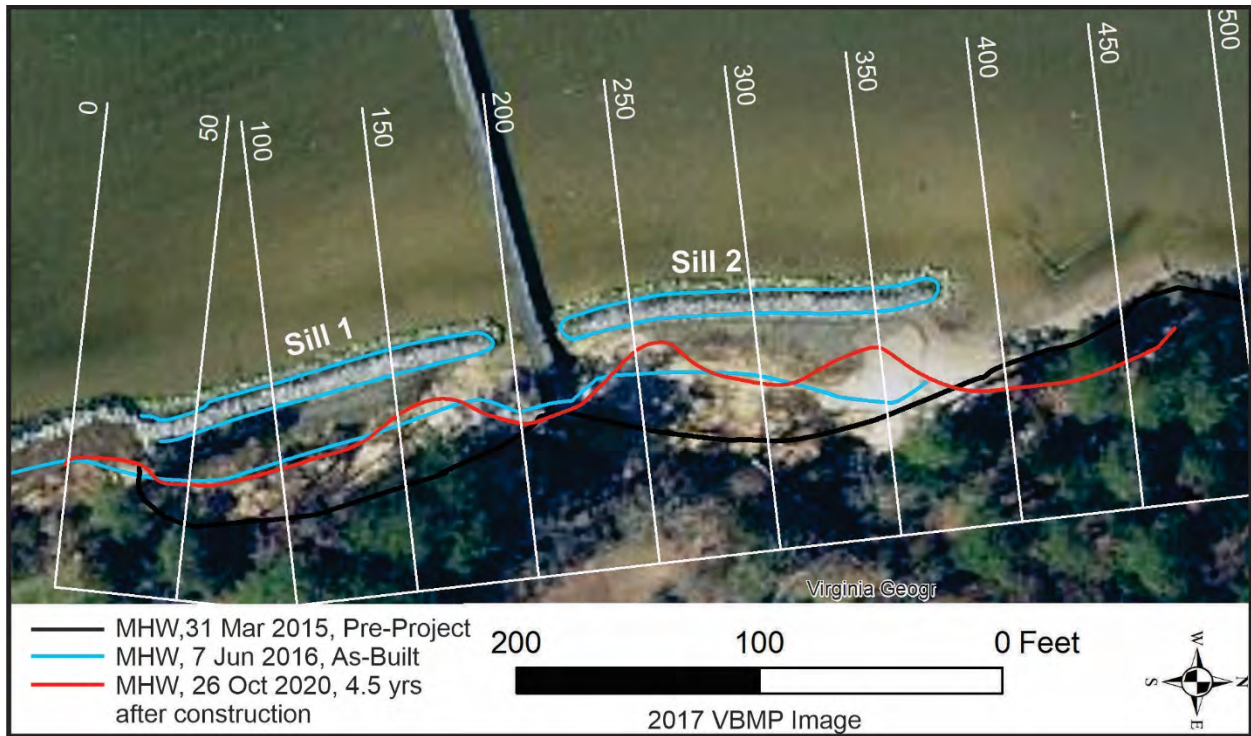 0
50
100
150
200
250
300
350
400
450
500
Sill 1
Sill 2
Virginia Geogr
MHW,31 Mar 2015, Pre-Project
MHW, 7 Jun 2016, As-Built
MHW, 26 Oct 2020, 4.5 yrs
after construction
200 100 0 Feet
2017 VBMP Image
W
S N
E